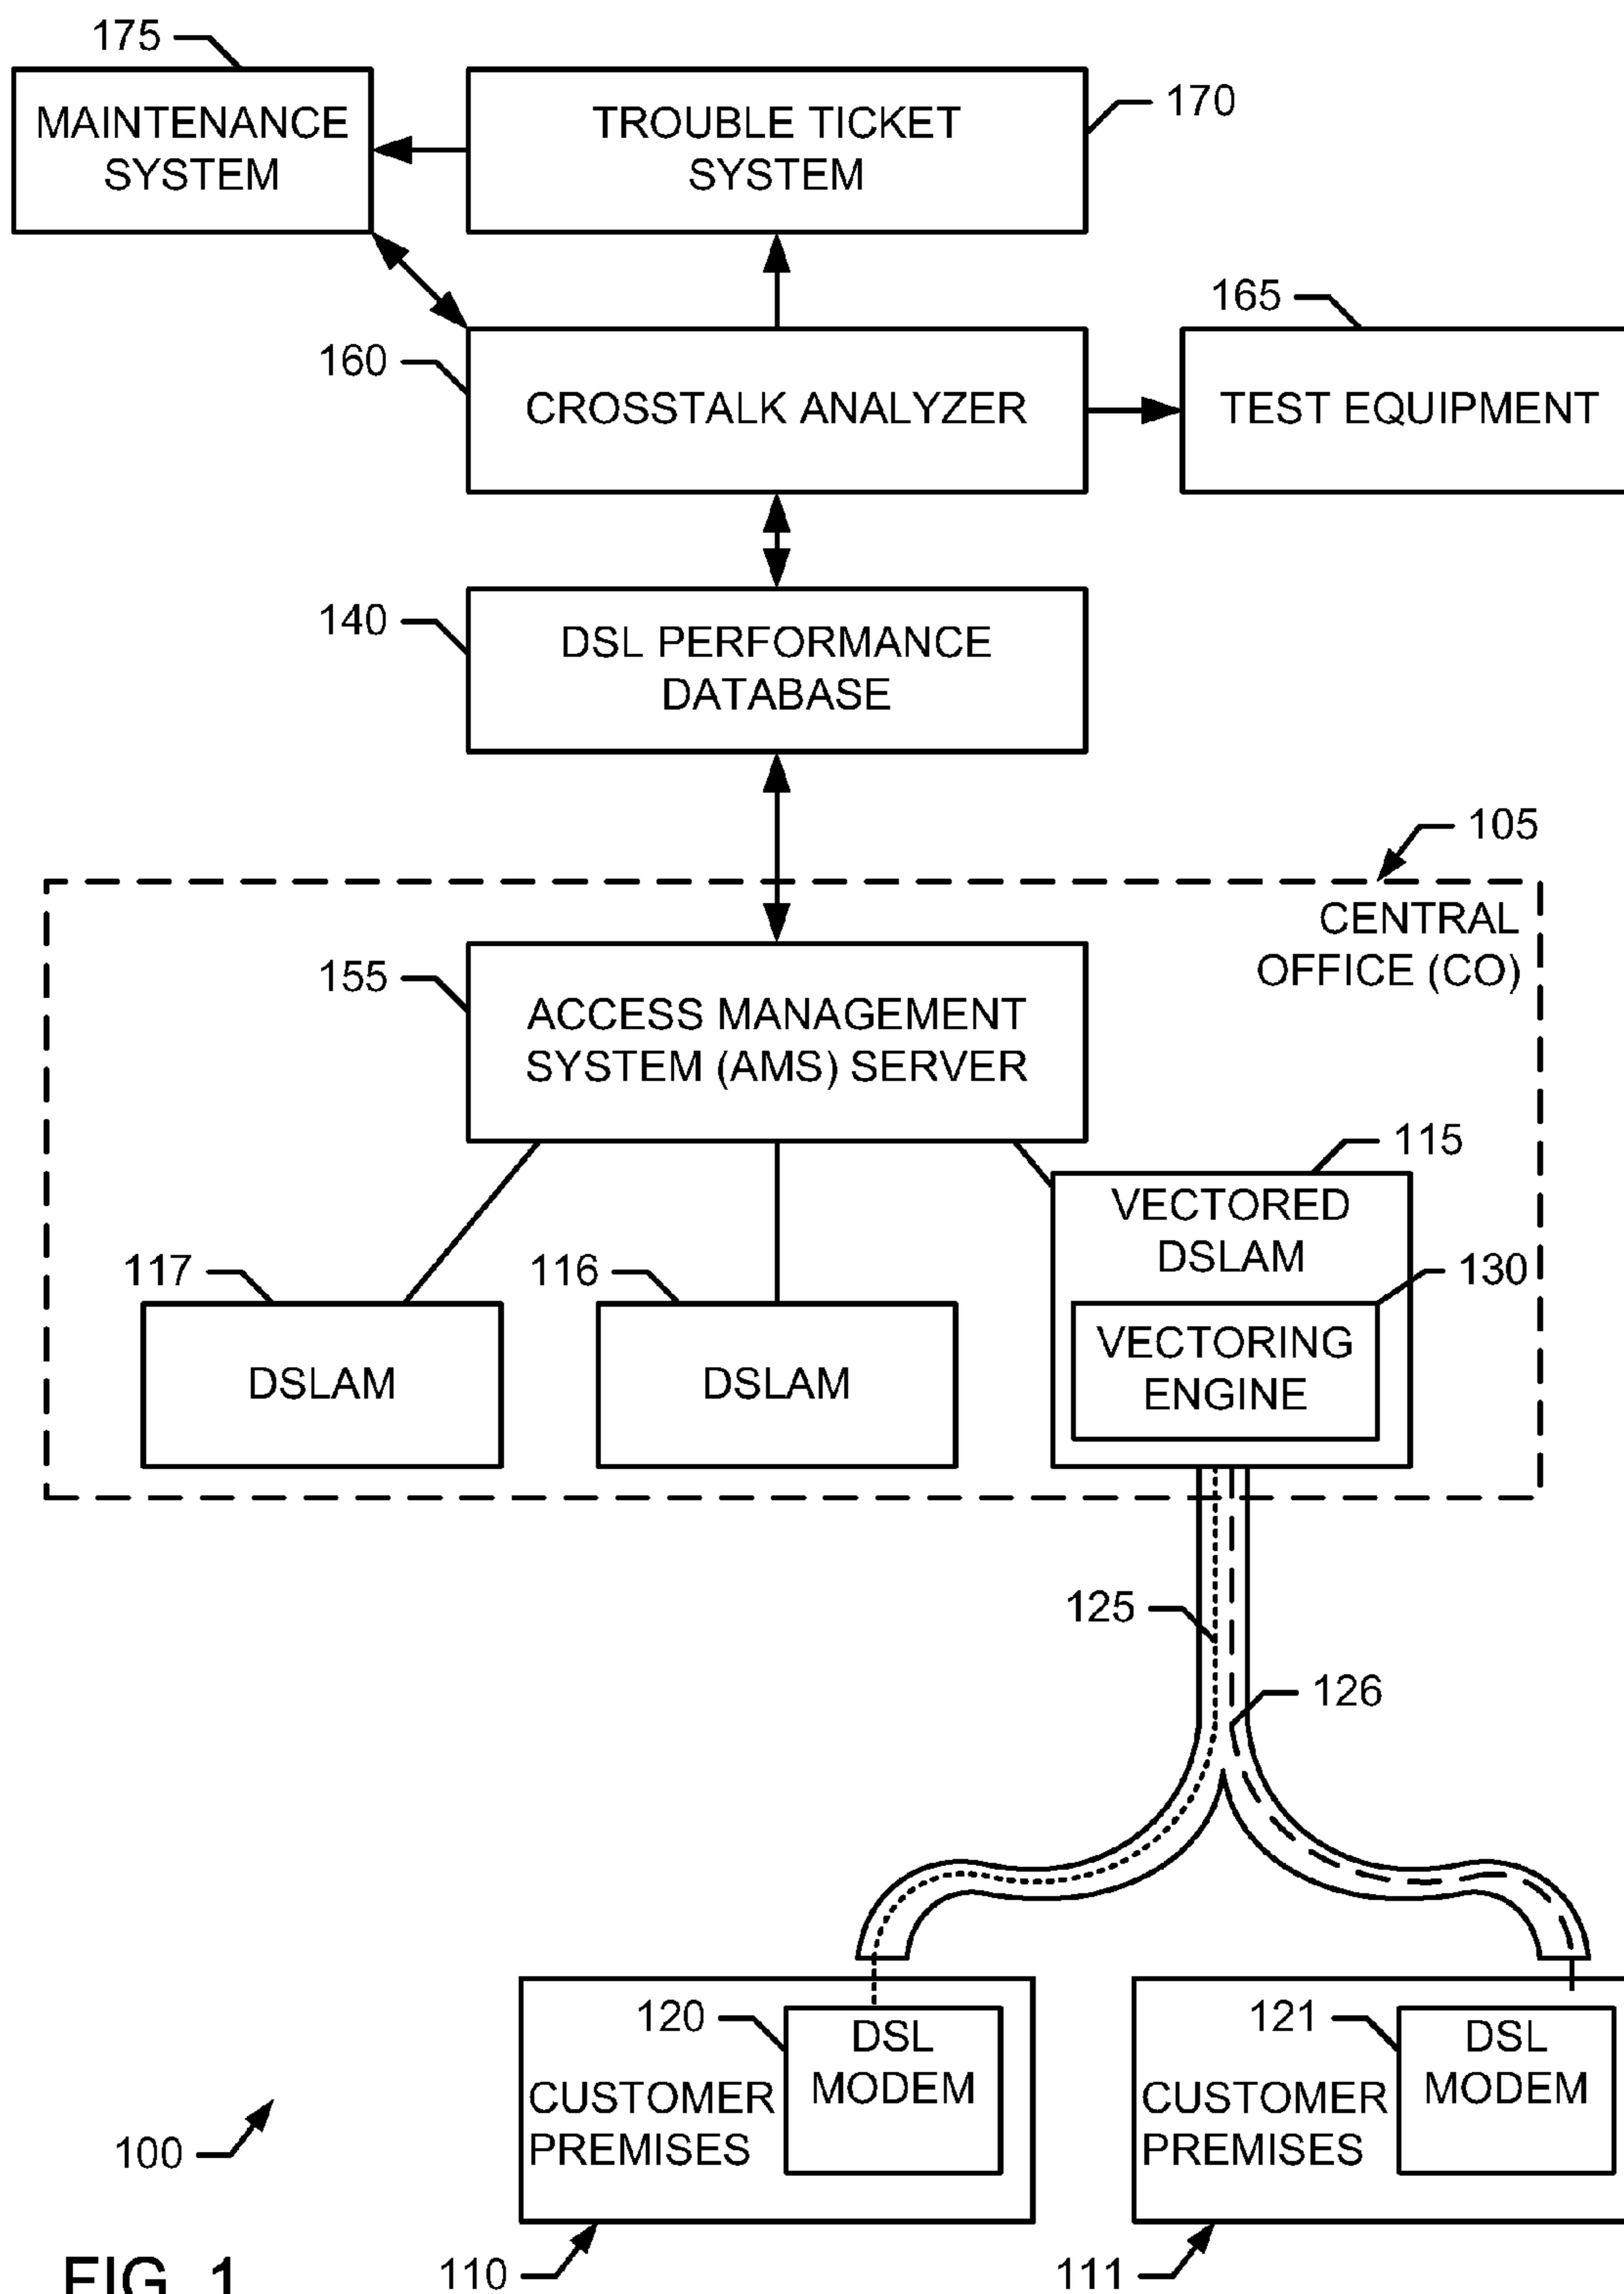 175
MAINTENANCE
SYSTEM
TROUBLE TICKET
SYSTEM
170
165
160
CROSSTALK ANALYZER
TEST EQUIPMENT
140
DSL PERFORMANCE
DATABASE
105
CENTRAL
OFFICE (CO)
155
ACCESS MANAGEMENT
SYSTEM (AMS) SERVER
115
VECTORED
DSLAM
117
116
130
DSLAM
DSLAM
VECTORING
ENGINE
125
126
120
DSL
MODEM
CUSTOMER
PREMISES
121
DSL
MODEM
CUSTOMER
PREMISES
100
110
111
FIG. 1